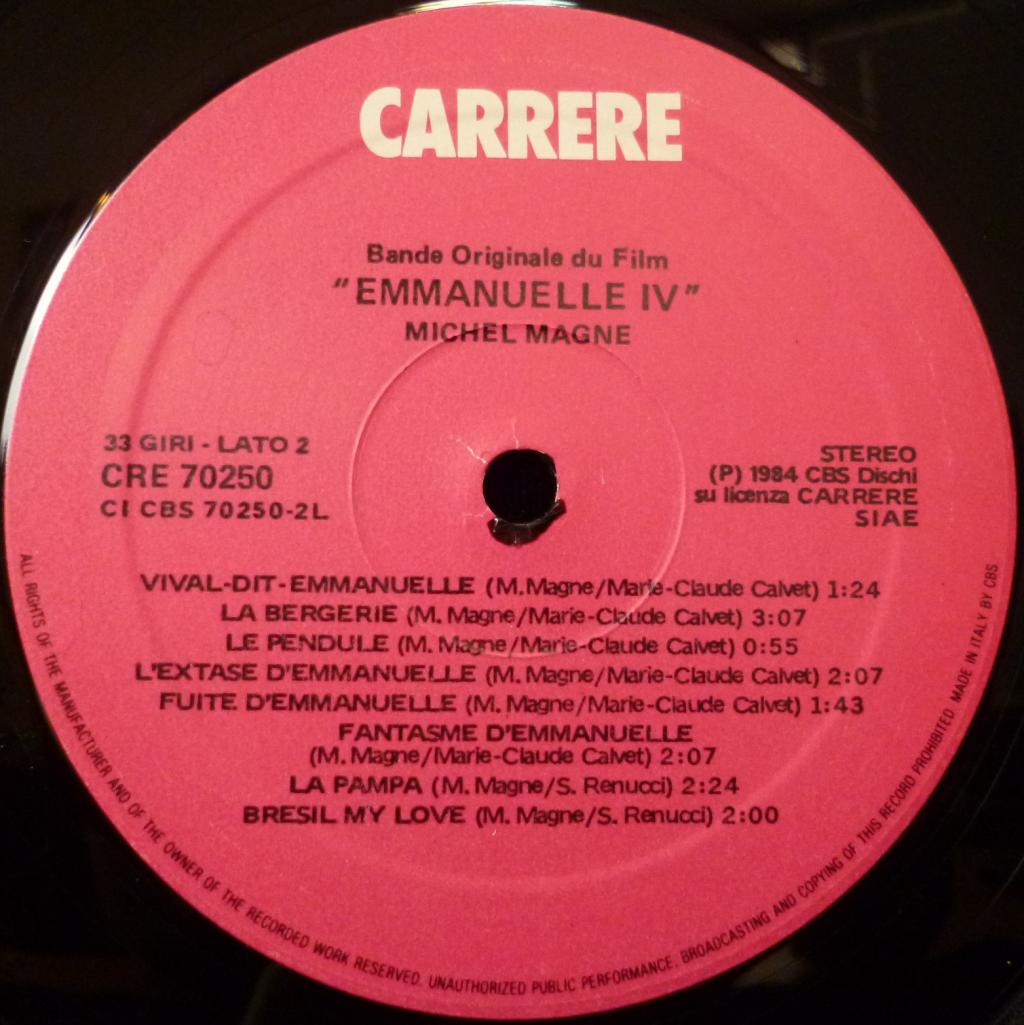 CARRERE
Bande Originale du Film
"EMMANUELLE IV"
MICHEL MAGNE
33 GIRI - LATO 2
CRE 70250
CI CBS 70250-2L
STEREO
(P) 1984 CBS Dischi
su licenza CARRERE
SIAE
VIVAL-DIT-EMMANUELLE (M. Magne/Marie-Claude Calvet) 1:24
LA BERGERIE (M. Magne/Marie-Claude Calvet) 3:07
LE PENDULE (M. Magne/Marie-Claude Calvet) 0:55
L'EXTASE D'EMMANUELLE (M. Magne/Marie-Claude Calvet) 2:07
FUITE D'EMMANUELLE (M. Magne/Marie-Claude Calvet) 1:43
FANTASME D'EMMANUELLE
(M. Magne/Marie-Claude Calvet) 2:07
LA PAMPA (M. Magne/S. Renucci) 2:24
BRESIL MY LOVE (M. Magne/S. Renucci) 2:00
ALL RIGHTS OF THE MANUFACTURER AND OF THE OWNER OF THE RECORDED WORK RESERVED. UNAUTHORIZED PUBLIC PERFORMANCE, BROADCASTING AND COPYING OF THIS RECORD PROHIBITED. MADE IN ITALY BY CBS